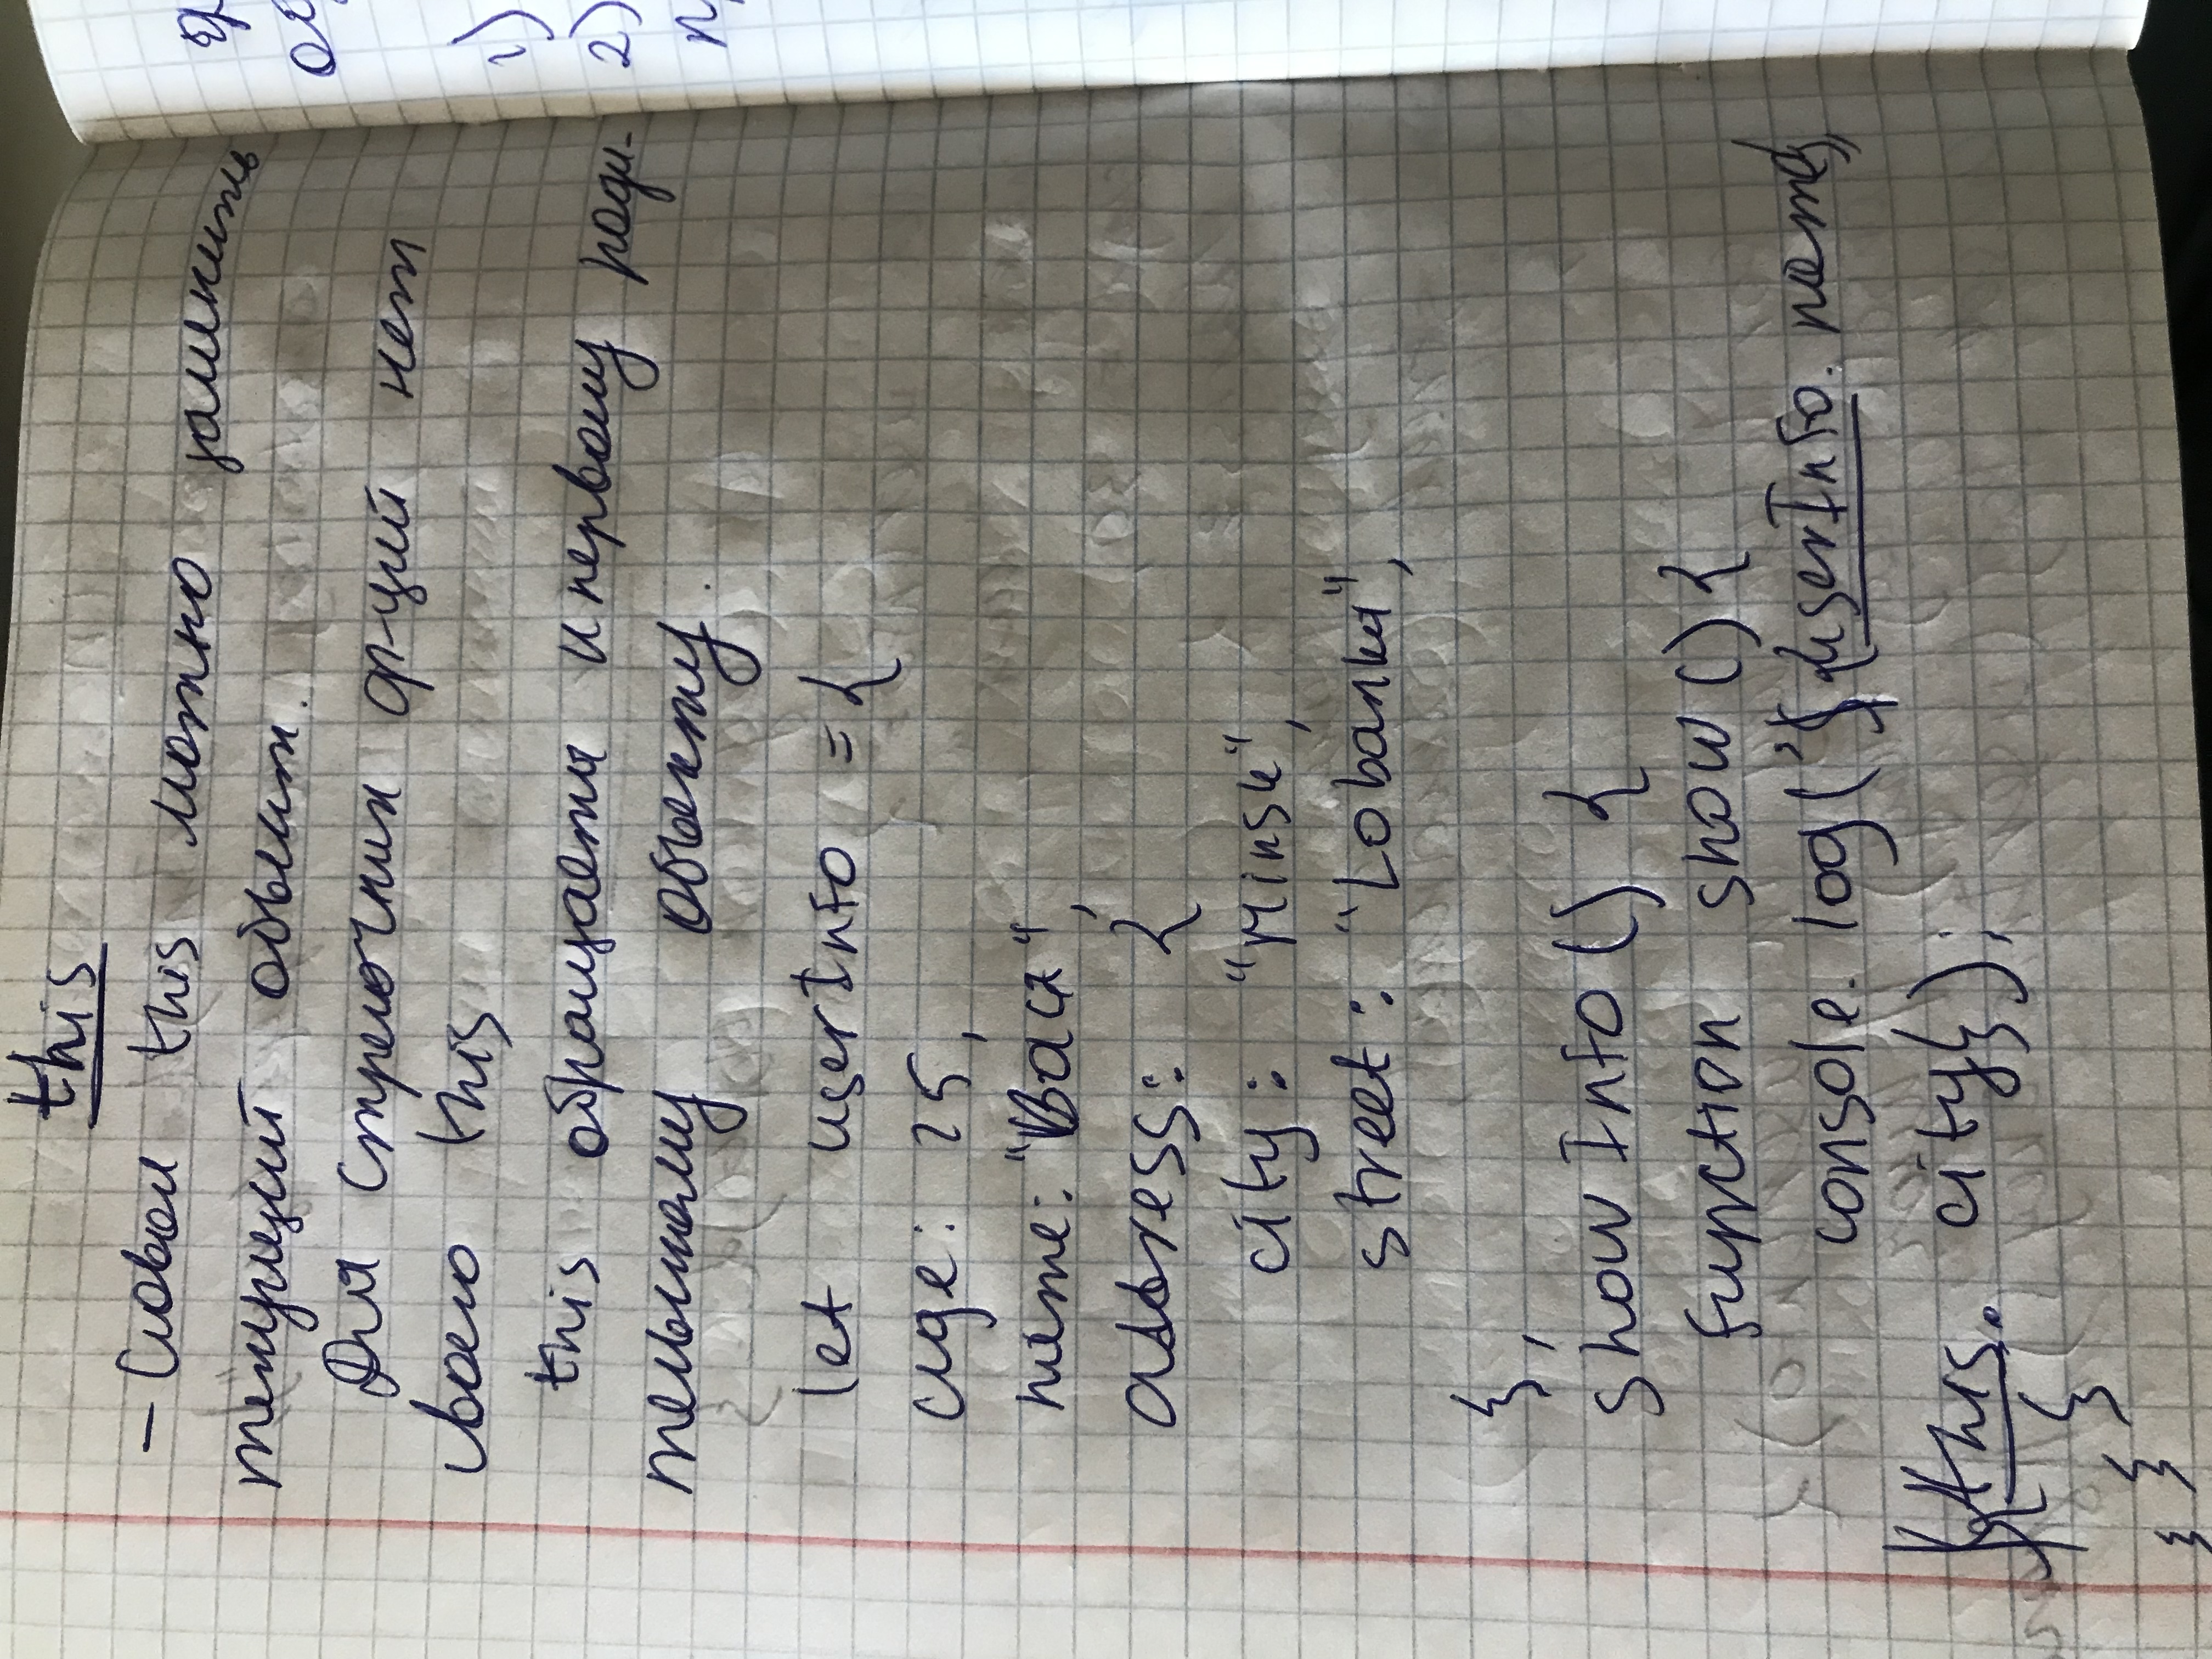 this
- Словом this можно заменить
текущий объект.
Для стрелочных ф-ций нет
своего this
this обращается к первому роди-
тельскому объекту.
let userInfo = {
age: 25,
name: "Вася",
address: {
city: "Minsk",
street: "Lobanka",
},
showInfo() {
function show() {
console.log(`${userInfo.name},
${this.city}`);
}
}
}
1)
2)